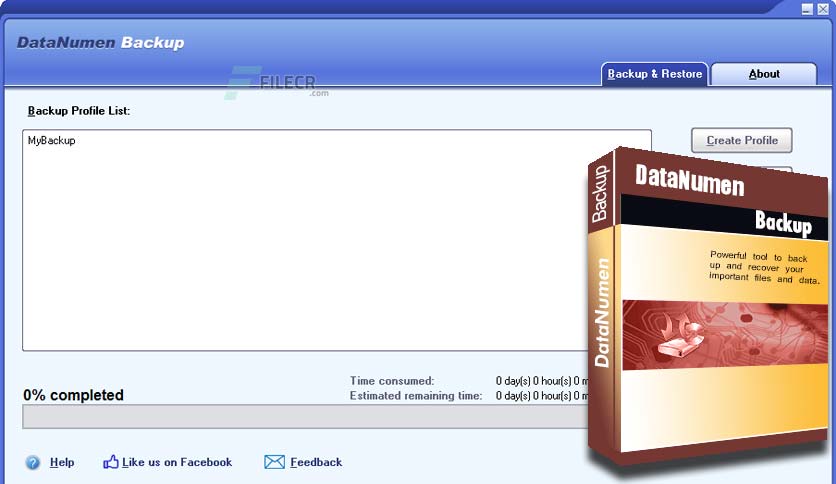 DataNumen Backup
FILECR
.com
Backup & Restore
About
Backup Profile List:
MyBackup
Create Profile
0% completed
Time consumed:
0 day(s) 0 hour(s) 0
Estimated remaining time:
0 day(s) 0 hour(s) 0
Help
Like us on Facebook
Feedback
Backup
DataNumen
DataNumen
Backup
Powerful tool to back
up and recover your
important files and data.